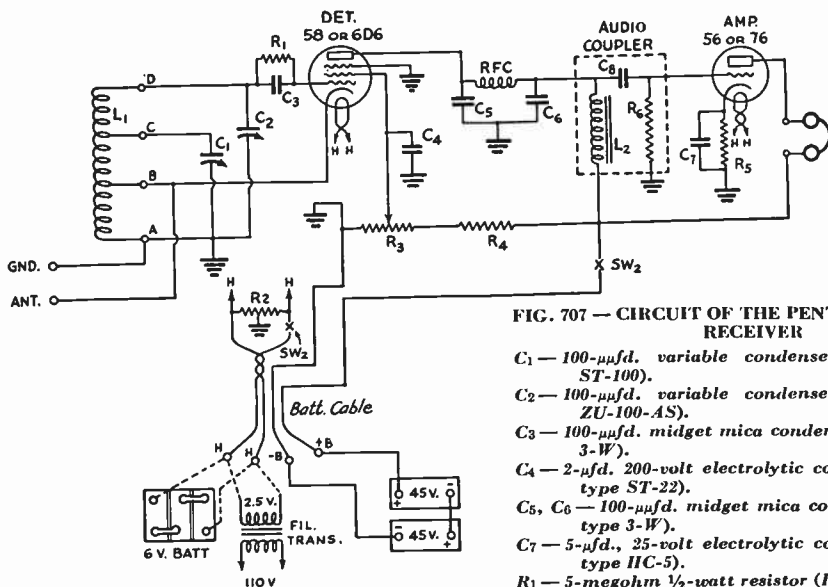 DET.
58 OR 6D6
AMP.
56 OR 76
AUDIO
COUPLER
R1
C3
D
L1
C
C1
C2
B
A
H H
C4
RFC
C5
C6
C8
R6
L2
C7
R5
H H
GND.
ANT.
R3
R4
SW2
H
R2
H
SW2
Batt. Cable
H
H
-B
+B
2.5 V.
FIL.
TRANS.
6 V. BATT
110 V
45 V.
+ -
45 V.
+ -
FIG. 707 — CIRCUIT OF THE PENT
RECEIVER
C1 — 100-μμfd. variable condense
ST-100).
C2 — 100-μμfd. variable condense
ZU-100-AS).
C3 — 100-μμfd. midget mica conden
3-W).
C4 — 2-μfd. 200-volt electrolytic co
type ST-22).
C5, C6 — 100-μμfd. midget mica co
type 3-W).
C7 — 5-μfd., 25-volt electrolytic co
type IIC-5).
R1 — 5-megohm ½-watt resistor (I